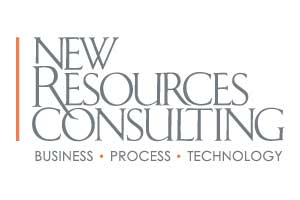 NEW
RESOURCES
CONSULTING
BUSINESS • PROCESS • TECHNOLOGY